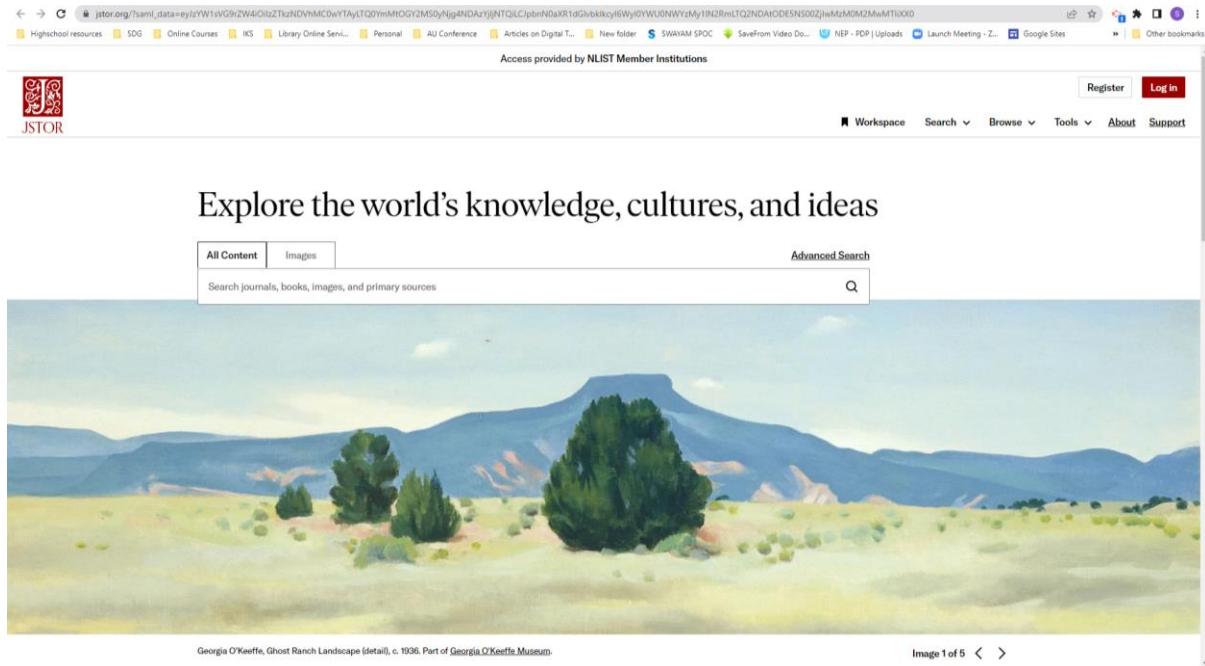 Highschool resources SDG Online Courses IKS Library Online Servi... Personal AU Conference Articles on Digital T... New folder SWAYAM SPOC SaveFrom Video Do... NEP - PDP | Uploads Launch Meeting - Z... Google Sites » Other bookmarks
Access provided by NLIST Member Institutions
Register Log in
JSTOR
Workspace Search Browse Tools About Support
Explore the world's knowledge, cultures, and ideas
All Content Images Advanced Search
Search journals, books, images, and primary sources
Georgia O'Keeffe, Ghost Ranch Landscape (detail), c. 1936. Part of Georgia O'Keeffe Museum.
Image 1 of 5